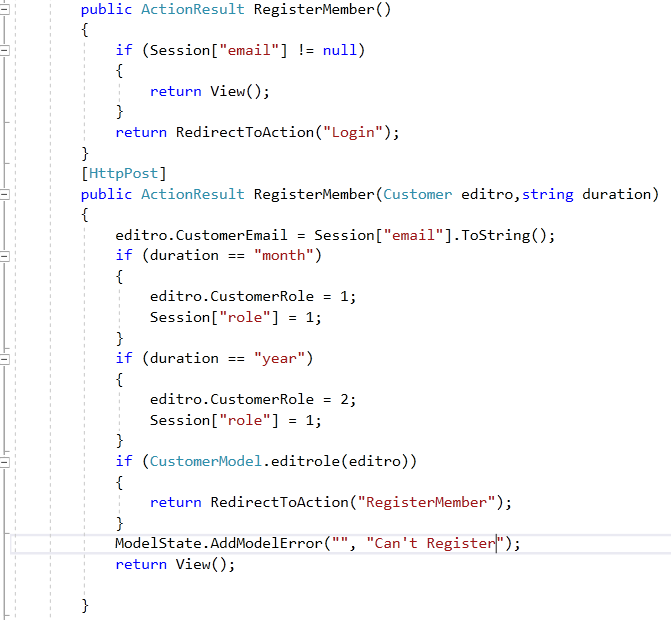 public ActionResult RegisterMember()
{
if (Session["email"] != null)
{
return View();
}
return RedirectToAction("Login");
}
[HttpPost]
public ActionResult RegisterMember(Customer editro,string duration)
{
editro.CustomerEmail = Session["email"].ToString();
if (duration == "month")
{
editro.CustomerRole = 1;
Session["role"] = 1;
}
if (duration == "year")
{
editro.CustomerRole = 2;
Session["role"] = 1;
}
if (CustomerModel.editrole(editro))
{
return RedirectToAction("RegisterMember");
}
ModelState.AddModelError("", "Can't Register");
return View();
}